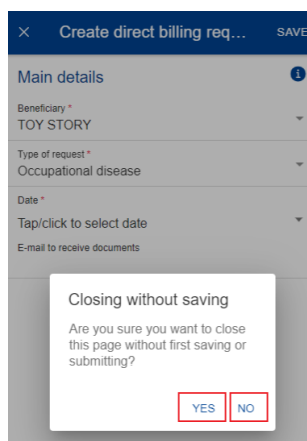 × Create direct billing req... SAVE
Main details
Beneficiary *
TOY STORY
Type of request *
Occupational disease
Date *
Tap/click to select date
E-mail to receive documents
Closing without saving
Are you sure you want to close
this page without first saving or
submitting?
YES NO